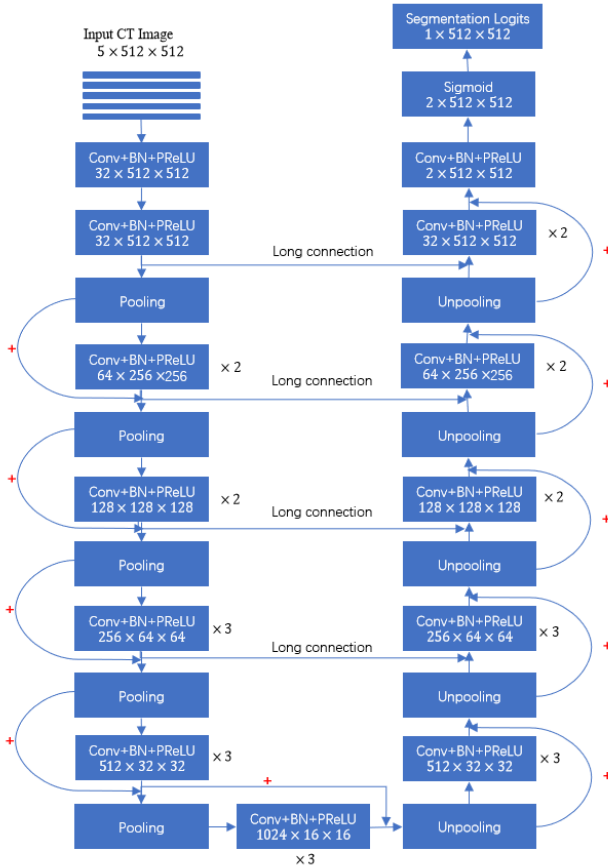 Input CT Image
5 × 512 × 512
Conv+BN+PReLU
32 × 512 × 512
Conv+BN+PReLU
32 × 512 × 512
Pooling
+
Conv+BN+PReLU
64 × 256 ×256
× 2
Pooling
+
Conv+BN+PReLU
128 × 128 × 128
× 2
Pooling
+
Conv+BN+PReLU
256 × 64 × 64
× 3
Pooling
+
Conv+BN+PReLU
512 × 32 × 32
× 3
Pooling
+
Conv+BN+PReLU
1024 × 16 × 16
× 3
Long connection
Long connection
Long connection
Long connection
Segmentation Logits
1 × 512 × 512
Sigmoid
2 × 512 × 512
Conv+BN+PReLU
2 × 512 × 512
Conv+BN+PReLU
32 × 512 × 512
× 2
+
Unpooling
Conv+BN+PReLU
64 × 256 ×256
× 2
+
Unpooling
Conv+BN+PReLU
128 × 128 × 128
× 2
+
Unpooling
Conv+BN+PReLU
256 × 64 × 64
× 3
+
Unpooling
Conv+BN+PReLU
512 × 32 × 32
× 3
+
Unpooling